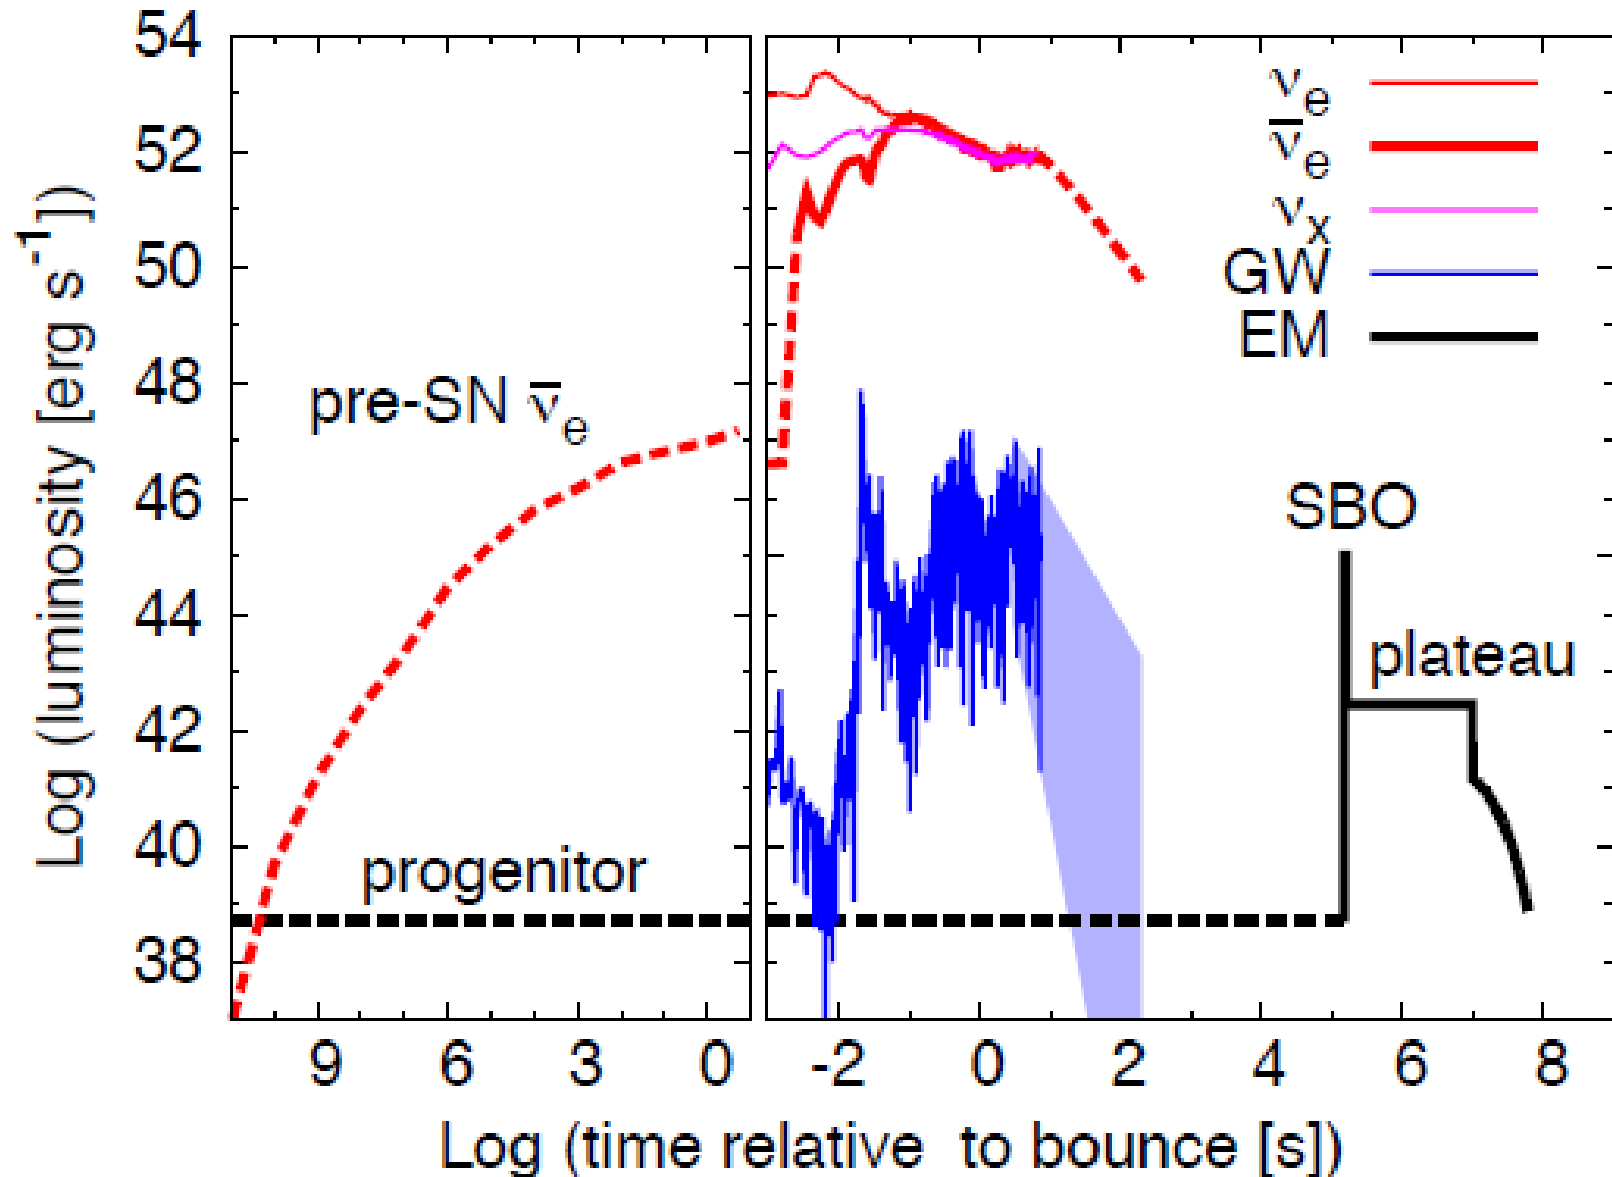 Log (luminosity [erg s⁻¹])
54
52
50
48
46
44
42
40
38
pre-SN ν̅e
progenitor
νe
ν̅e
νx
GW
EM
SBO
plateau
9 6 3 0 -2 0 2 4 6 8
Log (time relative to bounce [s])